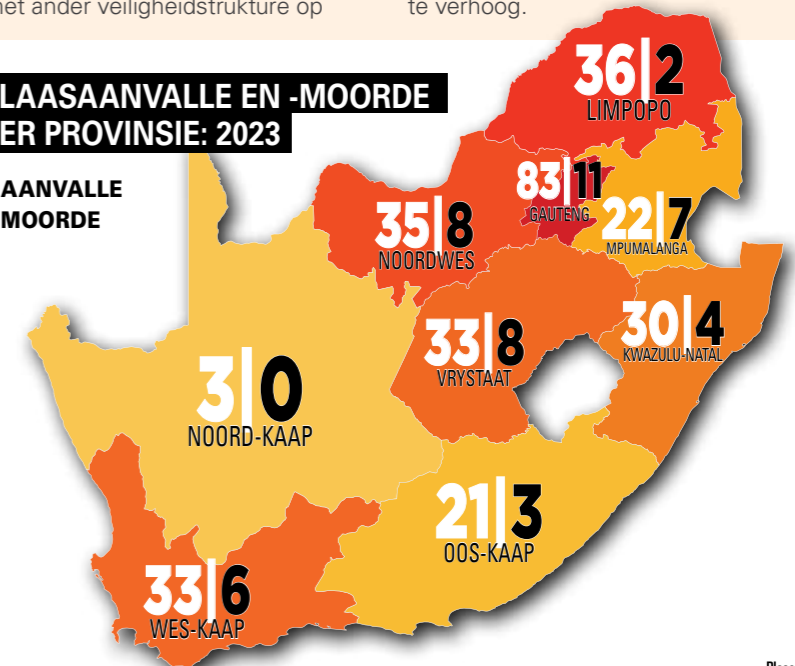 het ander veiligheidstrukture op
te verhoog.
LAASAANVALLE EN -MOORDE
ER PROVINSIE: 2023
AANVALLE
MOORDE
36|2
LIMPOPO
83|11
GAUTENG
22|7
MPUMALANGA
35|8
NOORDWES
30|4
KWAZULU-NATAL
33|8
VRYSTAAT
3|0
NOORD-KAAP
21|3
OOS-KAAP
33|6
WES-KAAP